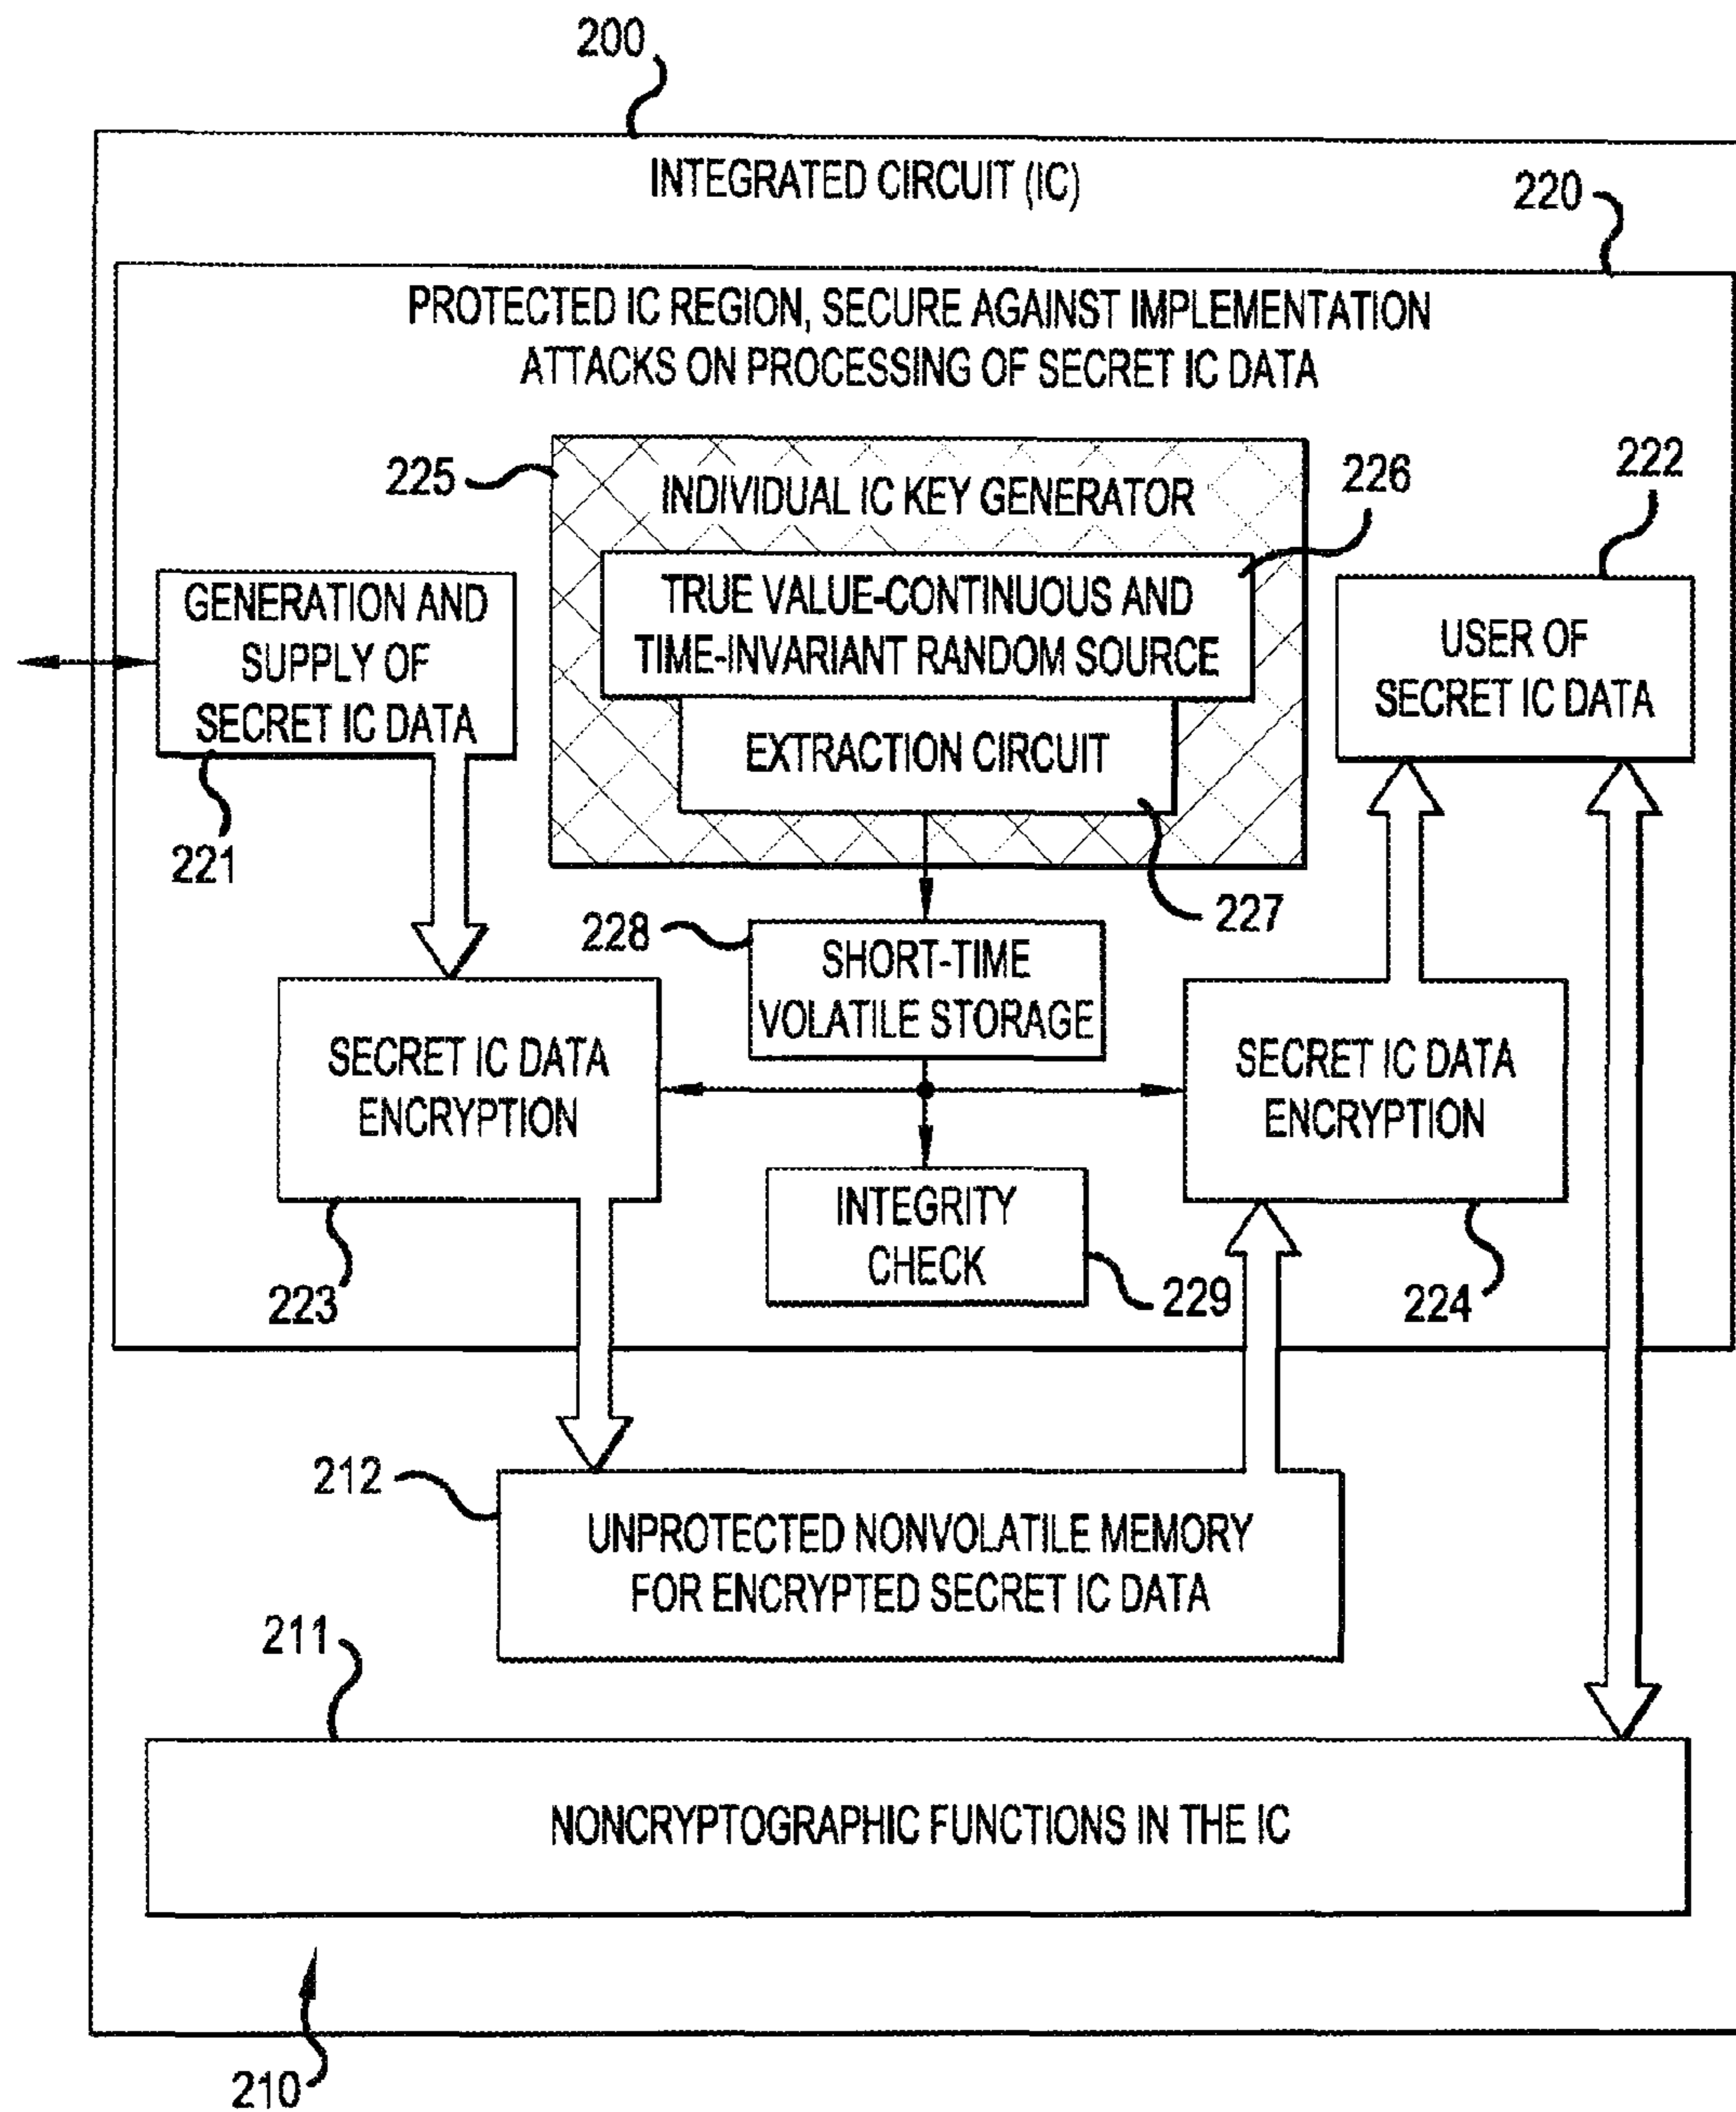 200
INTEGRATED CIRCUIT (IC)
220
PROTECTED IC REGION, SECURE AGAINST IMPLEMENTATION
ATTACKS ON PROCESSING OF SECRET IC DATA
225
INDIVIDUAL IC KEY GENERATOR
226
222
GENERATION AND
SUPPLY OF
SECRET IC DATA
TRUE VALUE-CONTINUOUS AND
TIME-INVARIANT RANDOM SOURCE
USER OF
SECRET IC DATA
EXTRACTION CIRCUIT
221
227
228
SHORT-TIME
VOLATILE STORAGE
SECRET IC DATA
ENCRYPTION
SECRET IC DATA
ENCRYPTION
INTEGRITY
CHECK
223
229
224
212
UNPROTECTED NONVOLATILE MEMORY
FOR ENCRYPTED SECRET IC DATA
211
NONCRYPTOGRAPHIC FUNCTIONS IN THE IC
210